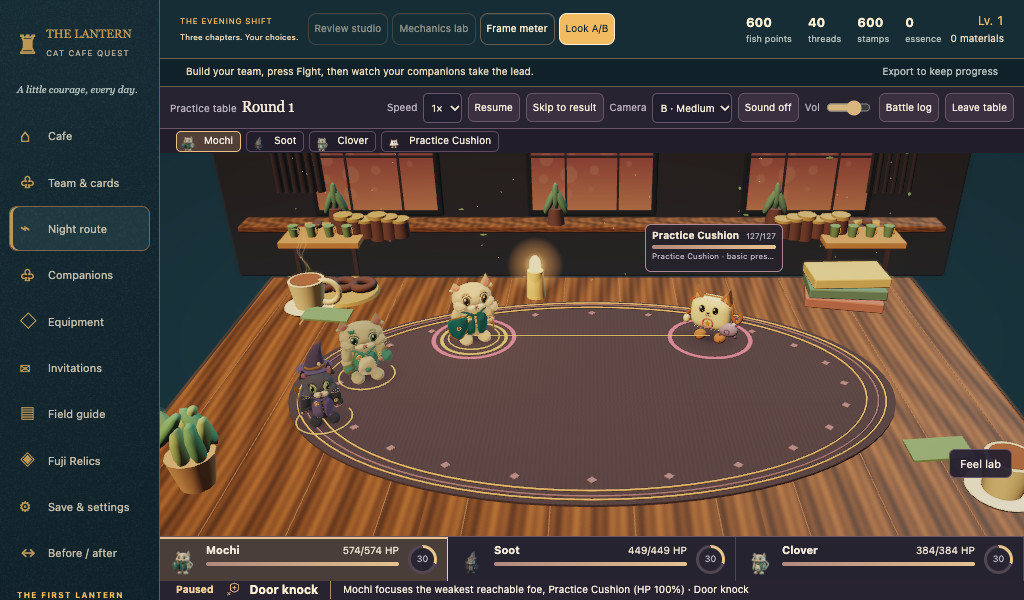 THE LANTERN
CAT CAFE QUEST
A little courage, every day.
Cafe
Team & cards
Night route
Companions
Equipment
Invitations
Field guide
Fuji Relics
Save & settings
Before / after
THE FIRST LANTERN
THE EVENING SHIFT
Three chapters. Your choices.
Review studio
Mechanics lab
Frame meter
Look A/B
600 fish points
40 threads
600 stamps
0 essence
Lv. 1
0 materials
Build your team, press Fight, then watch your companions take the lead.
Export to keep progress
Practice table Round 1
Speed 1x Resume Skip to result Camera B · Medium Sound off Vol Battle log Leave table
Mochi Soot Clover Practice Cushion
Practice Cushion 127/127
Practice Cushion · basic pres...
Feel lab
Mochi 574/574 HP 30
Soot 449/449 HP 30
Clover 384/384 HP 30
Paused Door knock Mochi focuses the weakest reachable foe, Practice Cushion (HP 100%) · Door knock